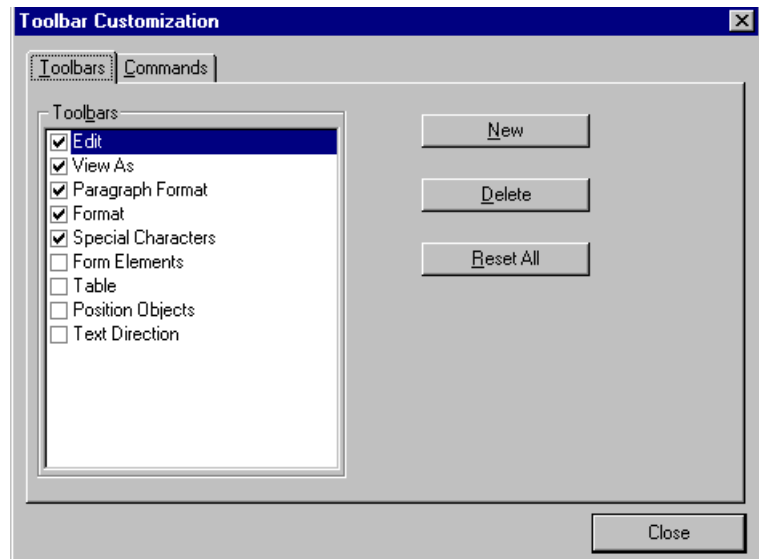 Toolbar Customization
Toolbars Commands
Toolbars
Edit
View As
Paragraph Format
Format
Special Characters
Form Elements
Table
Position Objects
Text Direction
New
Delete
Reset All
Close